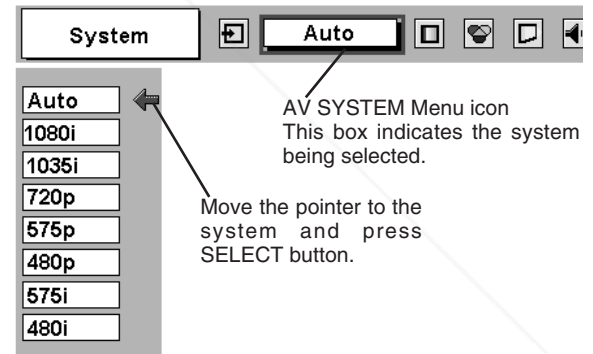 System
Auto
AV SYSTEM Menu icon
This box indicates the system
being selected.
Auto
1080i
1035i
720p
575p
480p
575i
480i
Move the pointer to the
system and press
SELECT button.